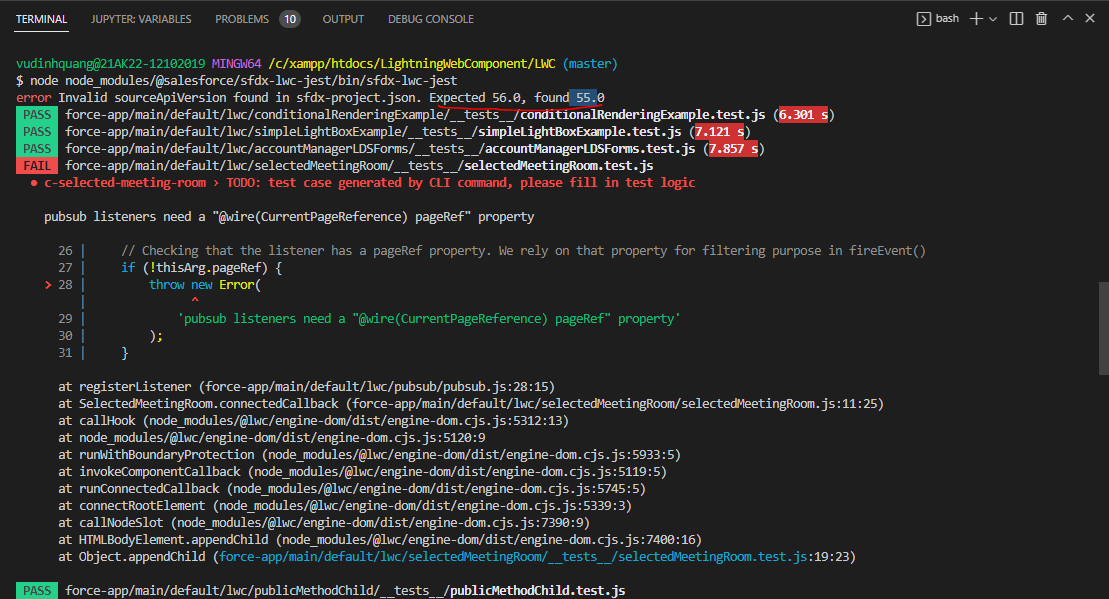 TERMINAL JUPYTER: VARIABLES PROBLEMS 10 OUTPUT DEBUG CONSOLE bash
vudinhquang@21AK22-12102019 MINGW64 /c/xampp/htdocs/LightningWebComponent/LWC (master)
$ node node_modules/@salesforce/sfdx-lwc-jest/bin/sfdx-lwc-jest
error Invalid sourceApiVersion found in sfdx-project.json. Expected 56.0, found 55.0
PASS force-app/main/default/lwc/conditionalRenderingExample/__tests__/conditionalRenderingExample.test.js (6.301 s)
PASS force-app/main/default/lwc/simpleLightBoxExample/__tests__/simpleLightBoxExample.test.js (7.121 s)
PASS force-app/main/default/lwc/accountManagerLDSForms/__tests__/accountManagerLDSForms.test.js (7.857 s)
FAIL force-app/main/default/lwc/selectedMeetingRoom/__tests__/selectedMeetingRoom.test.js
● c-selected-meeting-room › TODO: test case generated by CLI command, please fill in test logic
pubsub listeners need a "@wire(CurrentPageReference) pageRef" property
26 | // Checking that the listener has a pageRef property. We rely on that property for filtering purpose in fireEvent()
27 | if (!thisArg.pageRef) {
> 28 | throw new Error(
| ^
29 | 'pubsub listeners need a "@wire(CurrentPageReference) pageRef" property'
30 | );
31 | }
at registerListener (force-app/main/default/lwc/pubsub/pubsub.js:28:15)
at SelectedMeetingRoom.connectedCallback (force-app/main/default/lwc/selectedMeetingRoom/selectedMeetingRoom.js:11:25)
at callHook (node_modules/@lwc/engine-dom/dist/engine-dom.cjs.js:5312:13)
at node_modules/@lwc/engine-dom/dist/engine-dom.cjs.js:5120:9
at runWithBoundaryProtection (node_modules/@lwc/engine-dom/dist/engine-dom.cjs.js:5933:5)
at invokeComponentCallback (node_modules/@lwc/engine-dom/dist/engine-dom.cjs.js:5119:5)
at runConnectedCallback (node_modules/@lwc/engine-dom/dist/engine-dom.cjs.js:5745:5)
at connectRootElement (node_modules/@lwc/engine-dom/dist/engine-dom.cjs.js:5339:3)
at callNodeSlot (node_modules/@lwc/engine-dom/dist/engine-dom.cjs.js:7390:9)
at HTMLBodyElement.appendChild (node_modules/@lwc/engine-dom/dist/engine-dom.cjs.js:7400:16)
at Object.appendChild (force-app/main/default/lwc/selectedMeetingRoom/__tests__/selectedMeetingRoom.test.js:19:23)
PASS force-app/main/default/lwc/publicMethodChild/__tests__/publicMethodChild.test.js